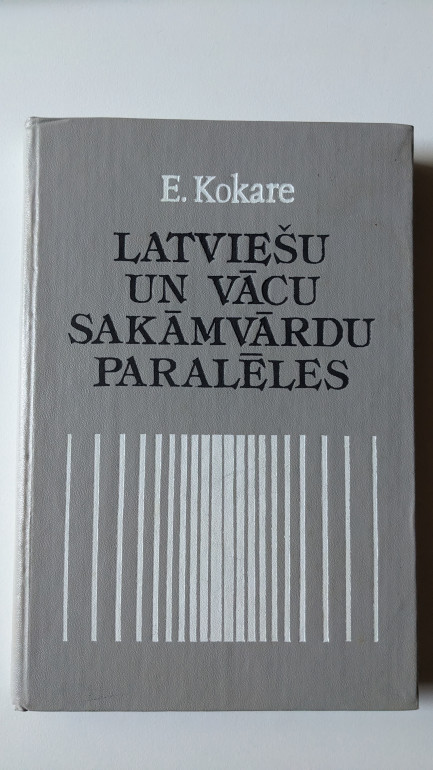 E. Kokare
LATVIEŠU
UN VĀCU
SAKĀMVĀRDU
PARALĒLES